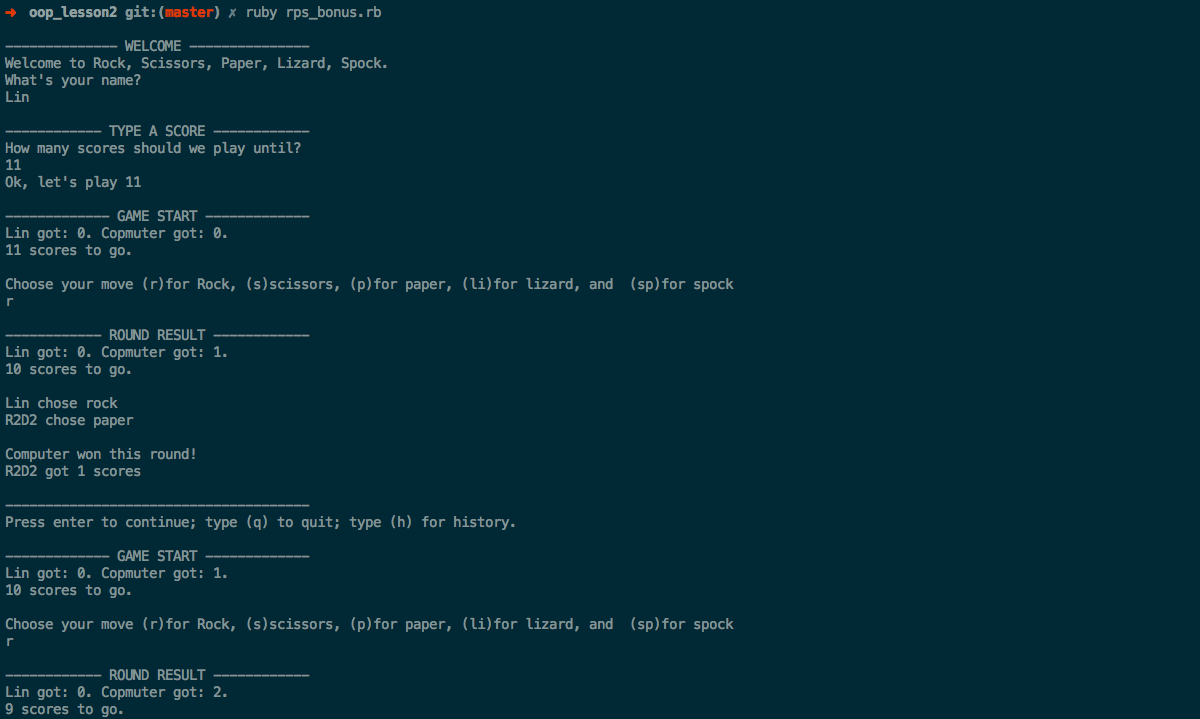 ➜  oop_lesson2 git:(master) ✗ ruby rps_bonus.rb
-------------- WELCOME ---------------
Welcome to Rock, Scissors, Paper, Lizard, Spock.
What's your name?
Lin
------------ TYPE A SCORE ------------
How many scores should we play until?
11
Ok, let's play 11
------------- GAME START -------------
Lin got: 0. Copmuter got: 0.
11 scores to go.
Choose your move (r)for Rock, (s)scissors, (p)for paper, (li)for lizard, and  (sp)for spock
r
------------ ROUND RESULT ------------
Lin got: 0. Copmuter got: 1.
10 scores to go.
Lin chose rock
R2D2 chose paper
Computer won this round!
R2D2 got 1 scores
--------------------------------------
Press enter to continue; type (q) to quit; type (h) for history.
------------- GAME START -------------
Lin got: 0. Copmuter got: 1.
10 scores to go.
Choose your move (r)for Rock, (s)scissors, (p)for paper, (li)for lizard, and  (sp)for spock
r
------------ ROUND RESULT ------------
Lin got: 0. Copmuter got: 2.
9 scores to go.